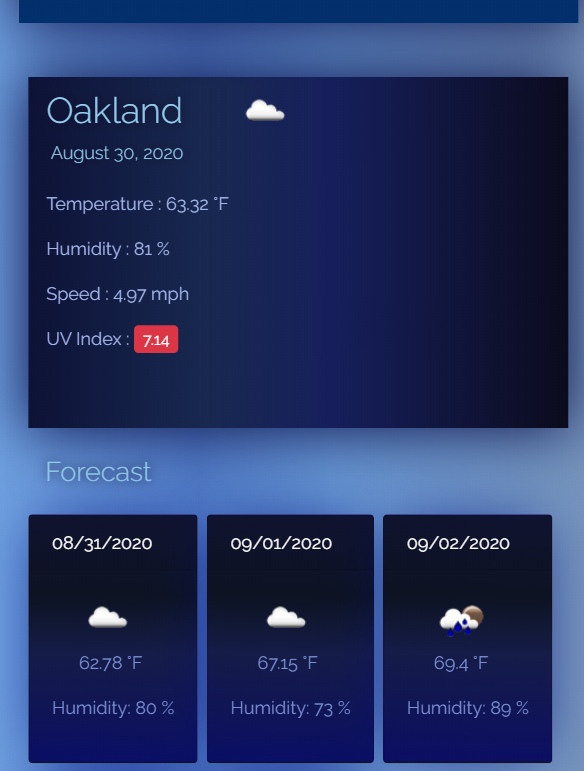 Oakland
August 30, 2020
Temperature : 63.32 °F
Humidity : 81 %
Speed : 4.97 mph
UV Index : 7.14
Forecast
08/31/2020
62.78 °F
Humidity: 80 %
09/01/2020
67.15 °F
Humidity: 73 %
09/02/2020
69.4 °F
Humidity: 89 %